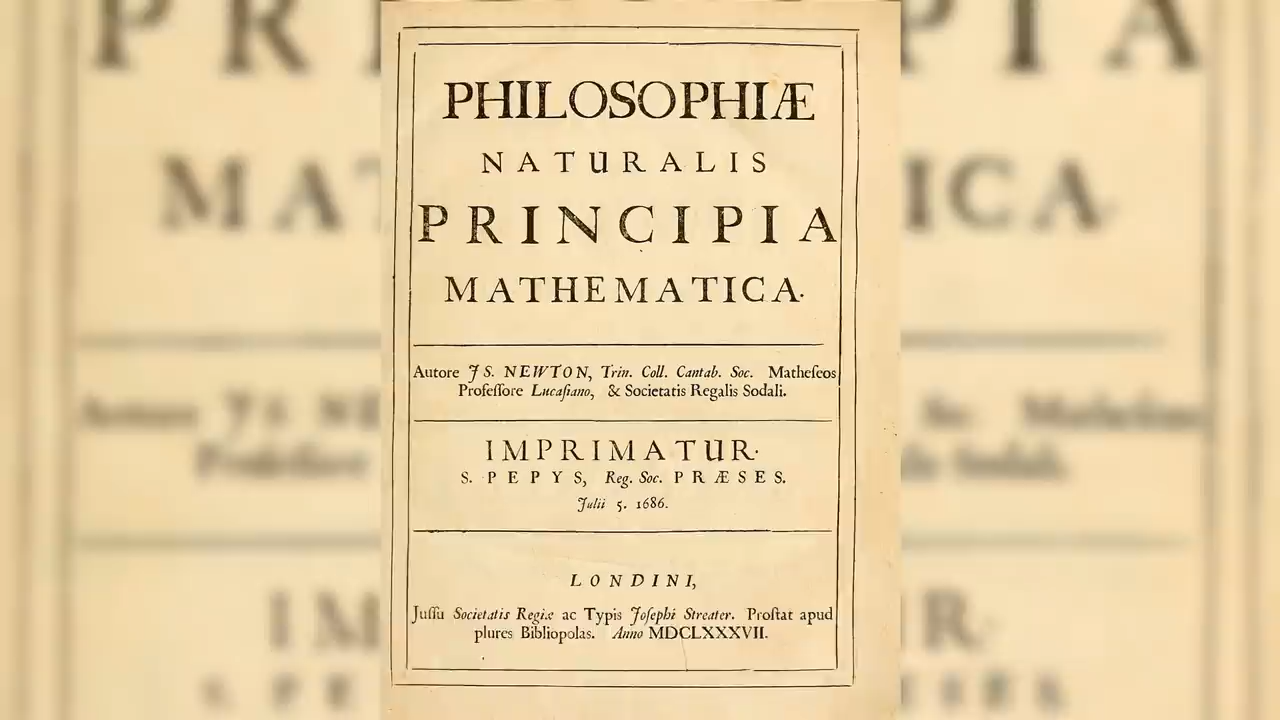 PHILOSOPHIÆ
NATURALIS
PRINCIPIA
MATHEMATICA.
Autore JS. NEWTON, Trin. Coll. Cantab. Soc. Matheſeos
Profeſſore Lucaſiano, & Societatis Regalis Sodali.
IMPRIMATUR.
S. PEPYS, Reg. Soc. PRÆSES.
Julii 5. 1686.
LONDINI,
Juſſu Societatis Regiæ ac Typis Joſephi Streater. Proſtat apud
plures Bibliopolas. Anno MDCLXXXVII.